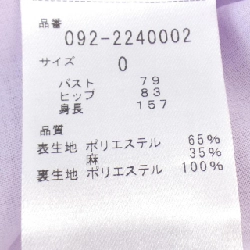 品番
092-2240002
サイズ 0
バスト 79
ヒップ 83
身長 157
品質
表生地 ポリエステル 65%
麻 35%
裏生地 ポリエステル 100%